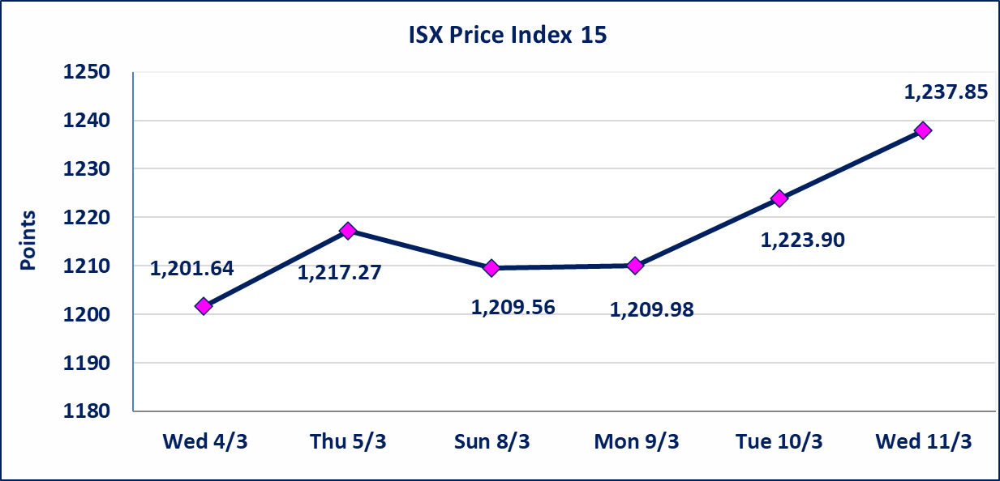 ISX Price Index 15
1250
1240
1230
1220
1210
1200
1190
1180
Points
1,201.64
1,217.27
1,209.56
1,209.98
1,223.90
1,237.85
Wed 4/3
Thu 5/3
Sun 8/3
Mon 9/3
Tue 10/3
Wed 11/3